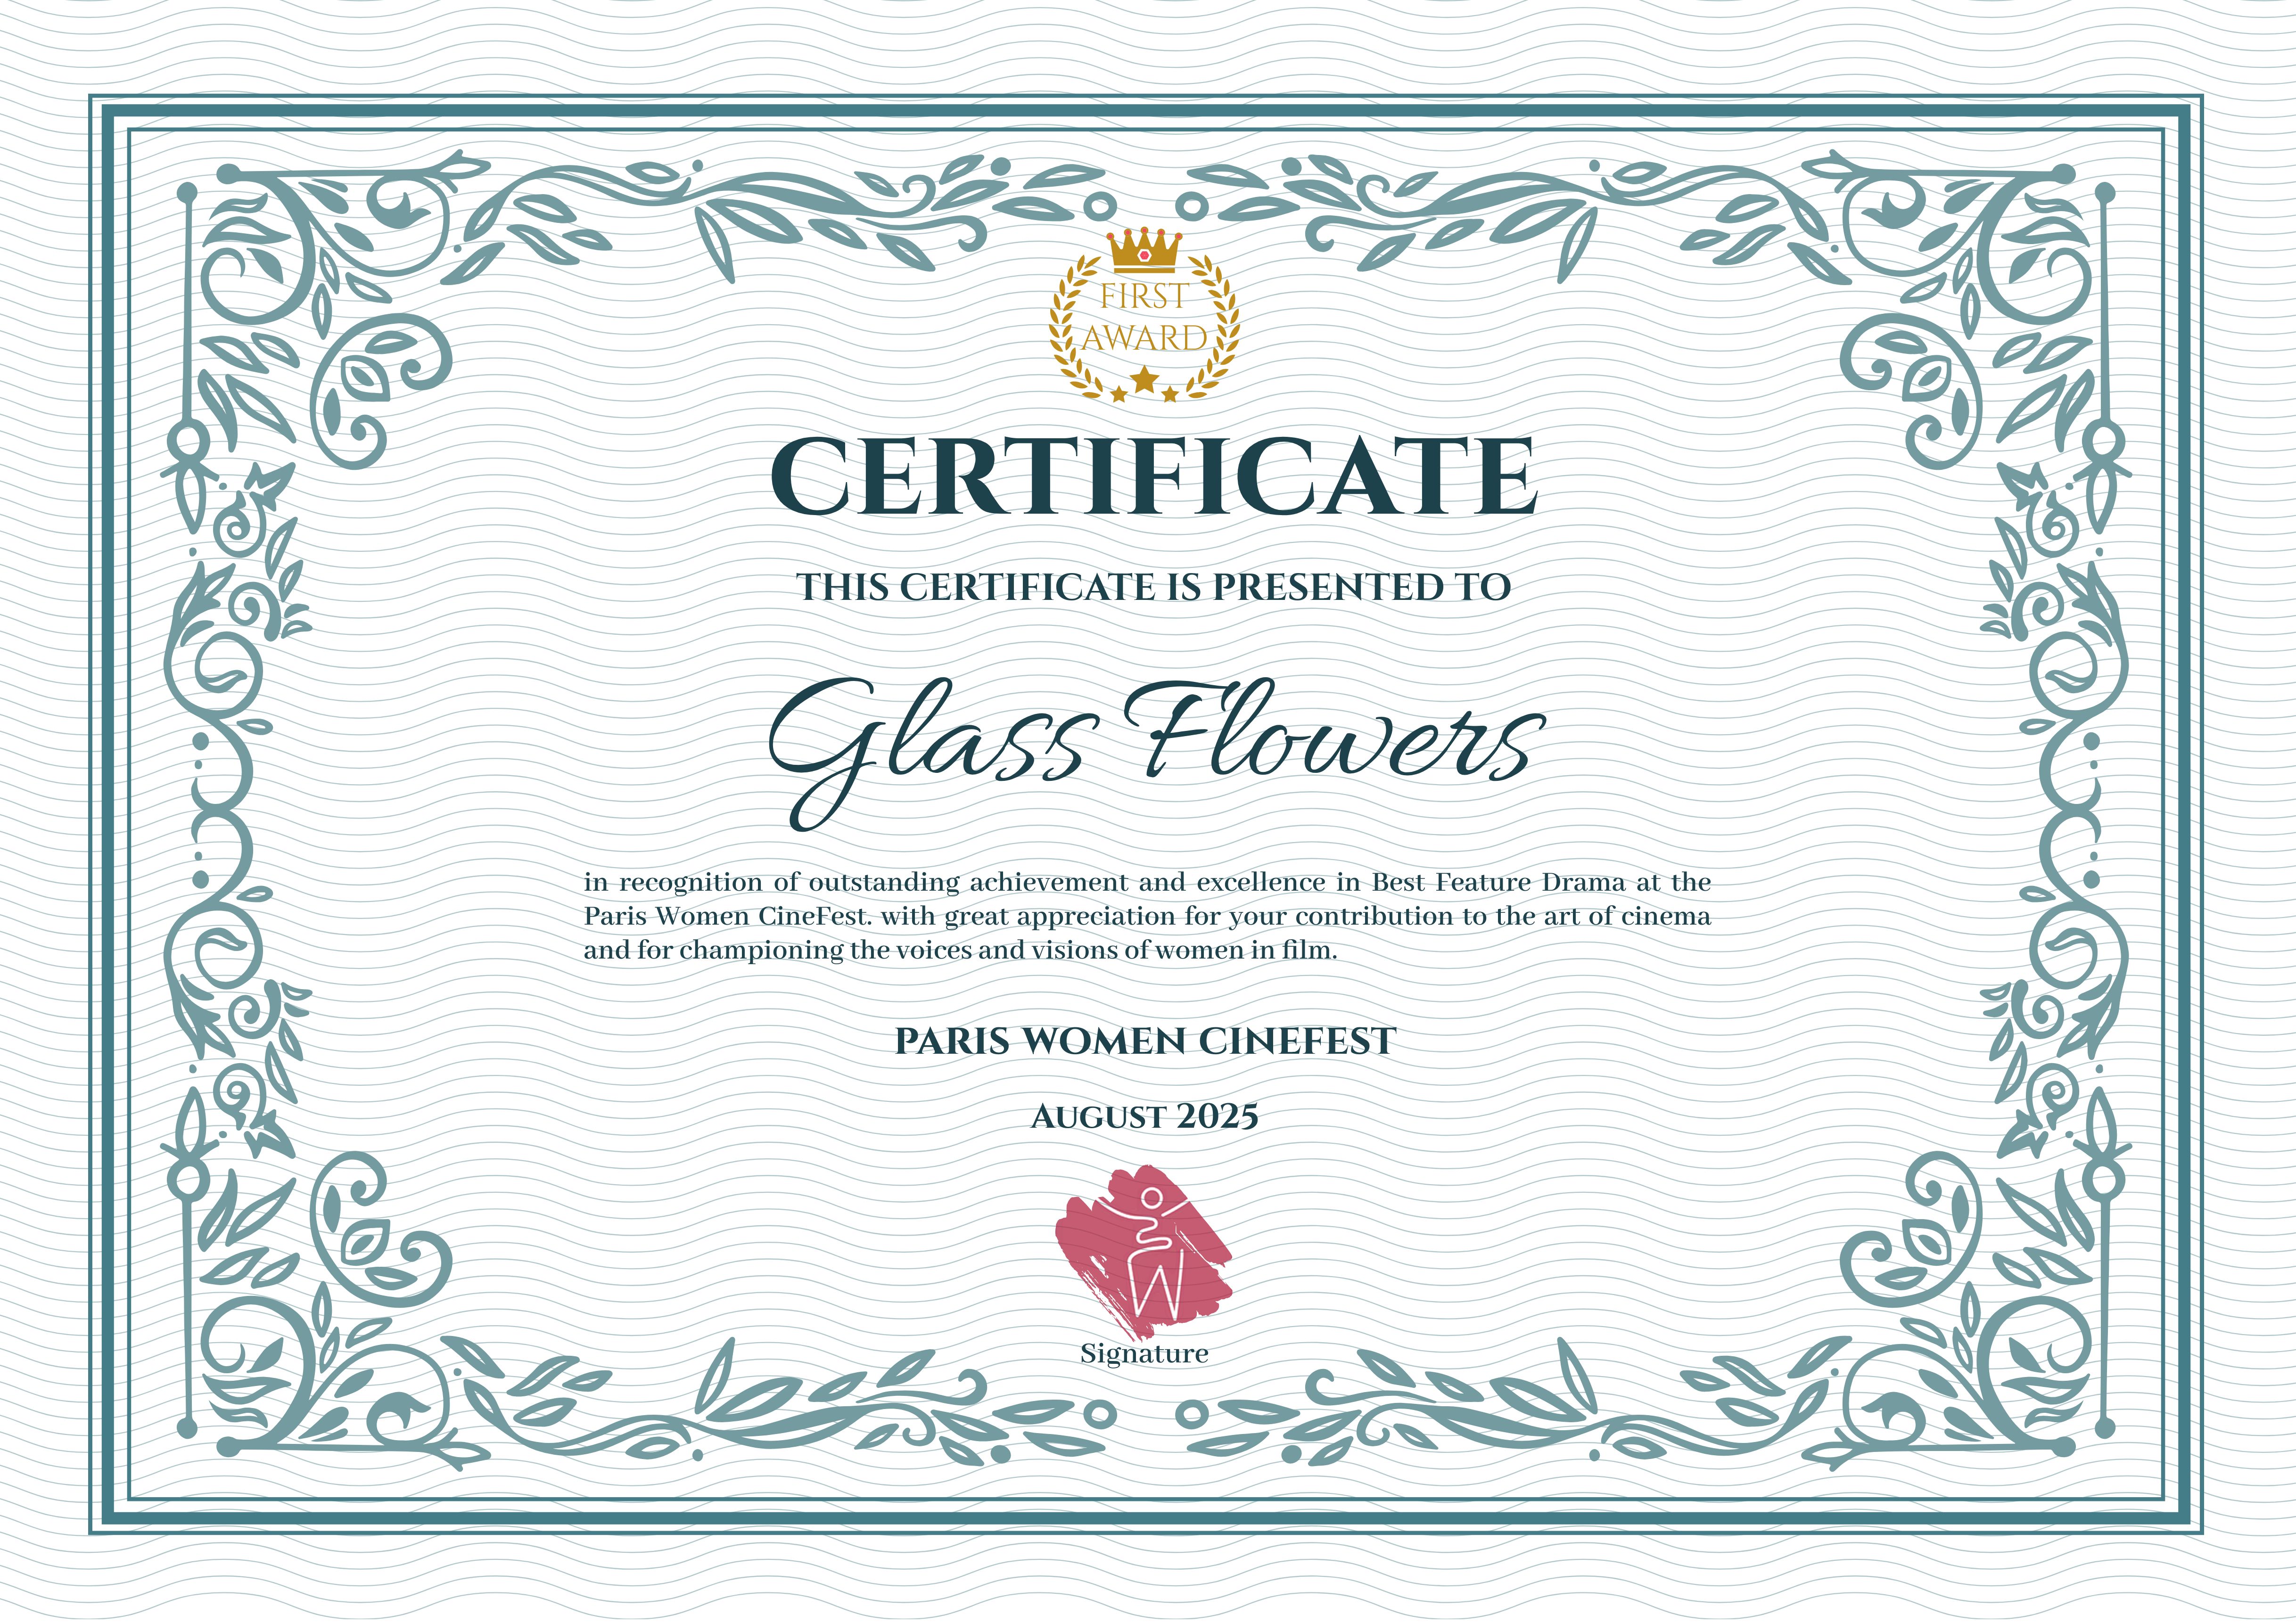 FIRST
AWARD
CERTIFICATE
THIS CERTIFICATE IS PRESENTED TO
Glass Flowers
in recognition of outstanding achievement and excellence in Best Feature Drama at the
Paris Women CineFest. with great appreciation for your contribution to the art of cinema
and for championing the voices and visions of women in film.
PARIS WOMEN CINEFEST
AUGUST 2025
Signature